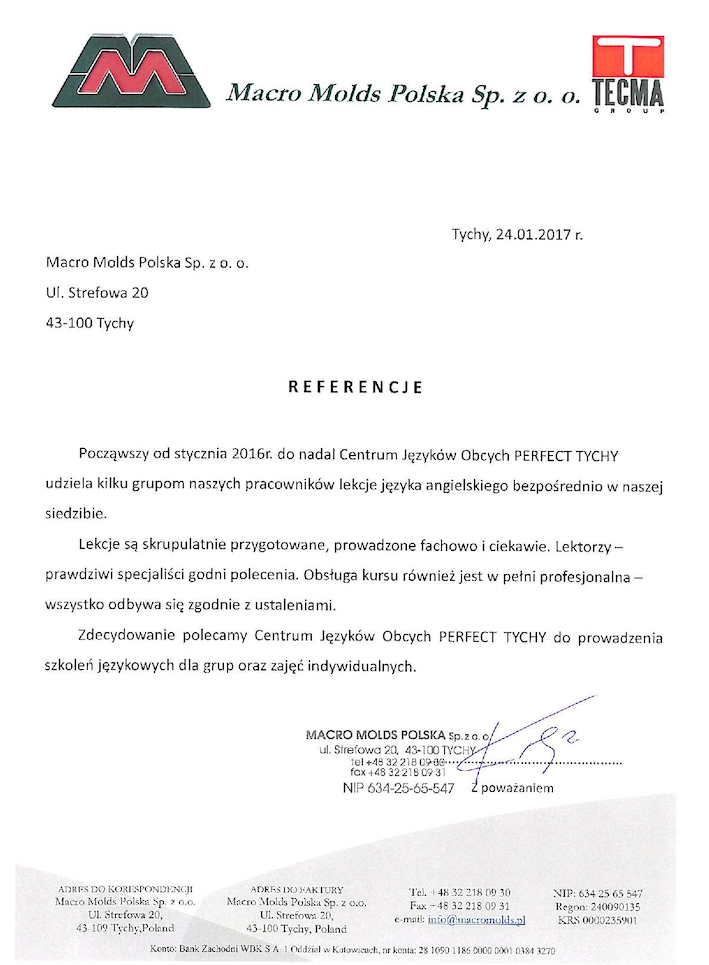 Macro Molds Polska Sp. z o. o.
TECMA
GROUP
Tychy, 24.01.2017 r.
Macro Molds Polska Sp. z o. o.
Ul. Strefowa 20
43-100 Tychy
REFERENCJE
Począwszy od stycznia 2016r. do nadal Centrum Języków Obcych PERFECT TYCHY
udziela kilku grupom naszych pracowników lekcje języka angielskiego bezpośrednio w naszej
siedzibie.
Lekcje są skrupulatnie przygotowane, prowadzone fachowo i ciekawie. Lektorzy –
prawdziwi specjaliści godni polecenia. Obsługa kursu również jest w pełni profesjonalna –
wszystko odbywa się zgodnie z ustaleniami.
Zdecydowanie polecamy Centrum Języków Obcych PERFECT TYCHY do prowadzenia
szkoleń językowych dla grup oraz zajęć indywidualnych.
MACRO MOLDS POLSKA Sp. z o. o.
ul. Strefowa 20, 43-100 TYCHY
tel +48 32 218 09
fax +48 32 218 09 31
NIP 634-25-65-547
Z poważaniem
ADRES DO KORESPONDENCJI
Macro Molds Polska Sp. z o.o.
Ul. Strefowa 20,
43-109 Tychy,Poland
ADRES DO FAKTURY
Macro Molds Polska Sp. z o.o.
Ul. Strefowa 20,
43-100 Tychy, Poland
Tel. +48 32 218 09 30
Fax +48 32 218 09 31
e-mail: info@macromolds.pl
NIP: 634 25 65 547
Regon: 240090135
KRS 0000235901
Konto: Bank Zachodni WBK S.A. 1 Oddział w Katowicach, nr konta: 28 1090 1186 0000 0001 0384 3270